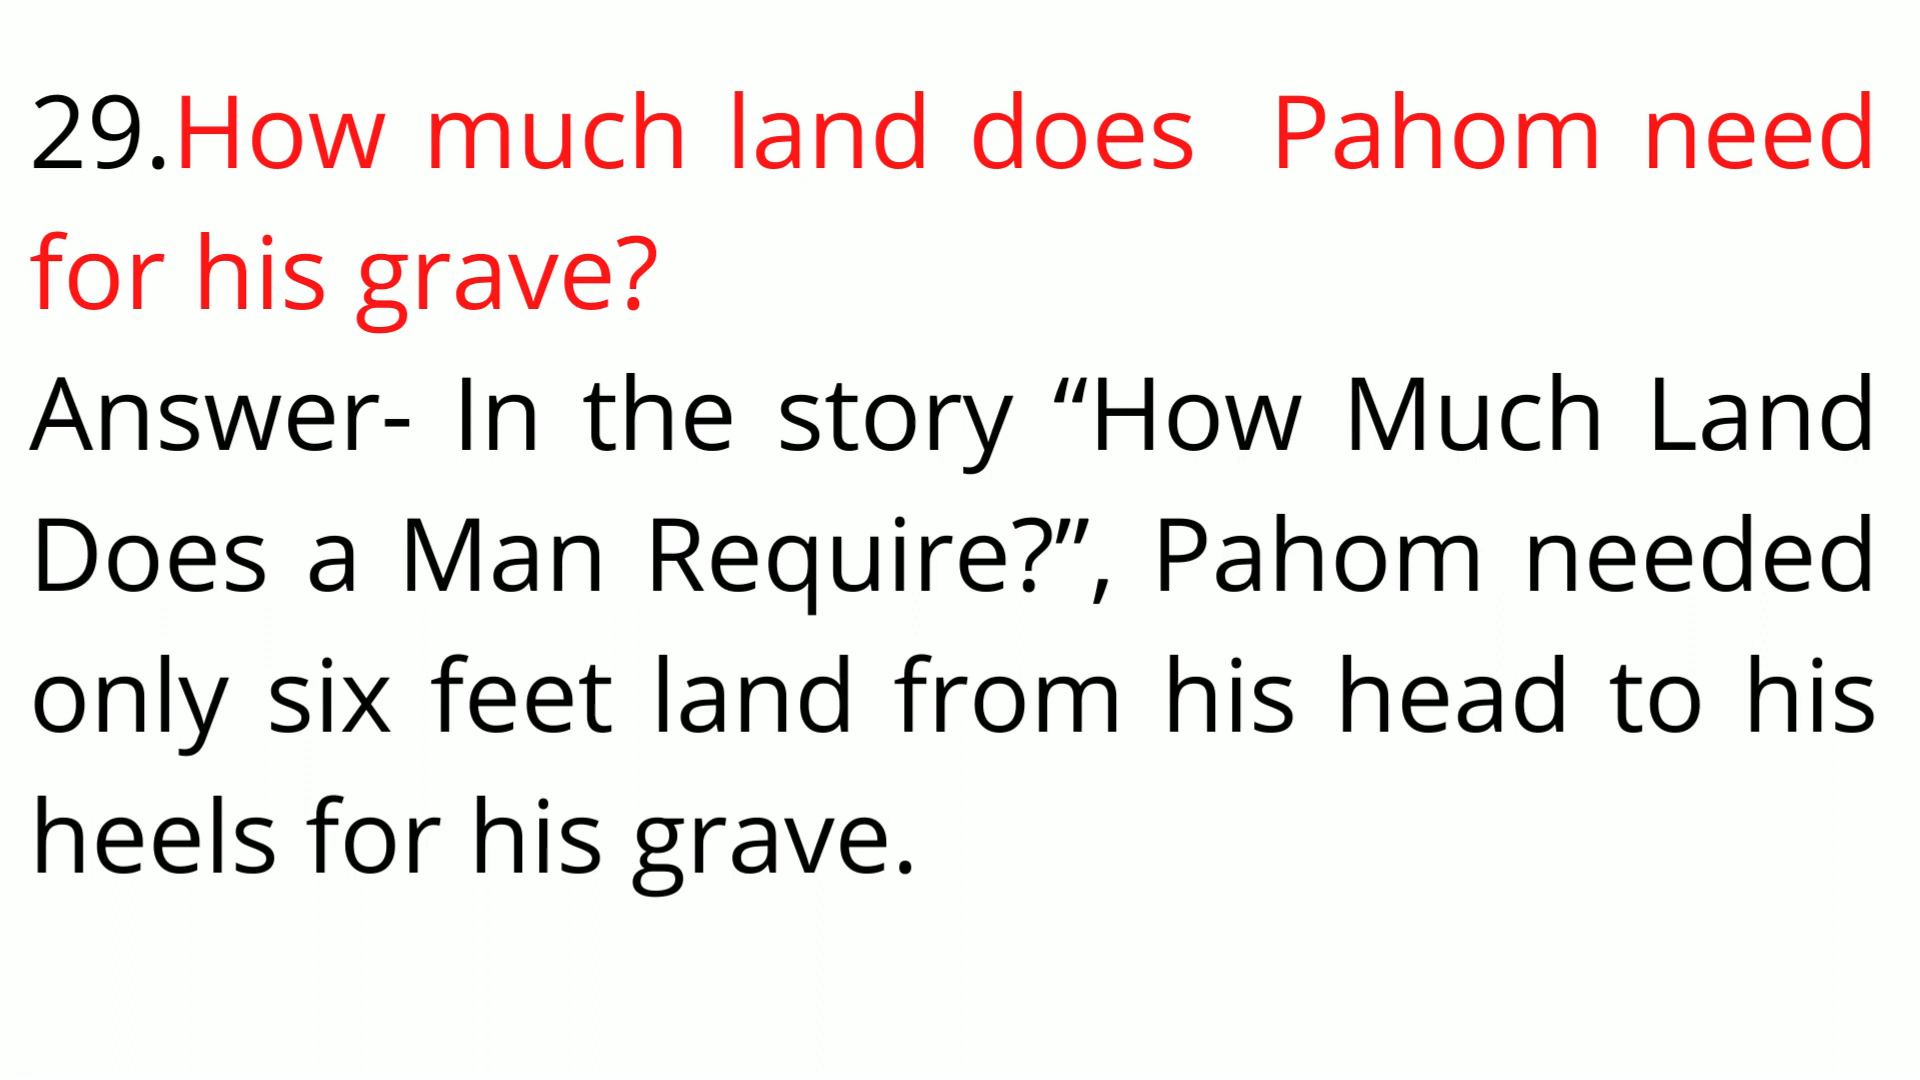 29.How much land does Pahom need
for his grave?
Answer- In the story “How Much Land
Does a Man Require?”, Pahom needed
only six feet land from his head to his
heels for his grave.